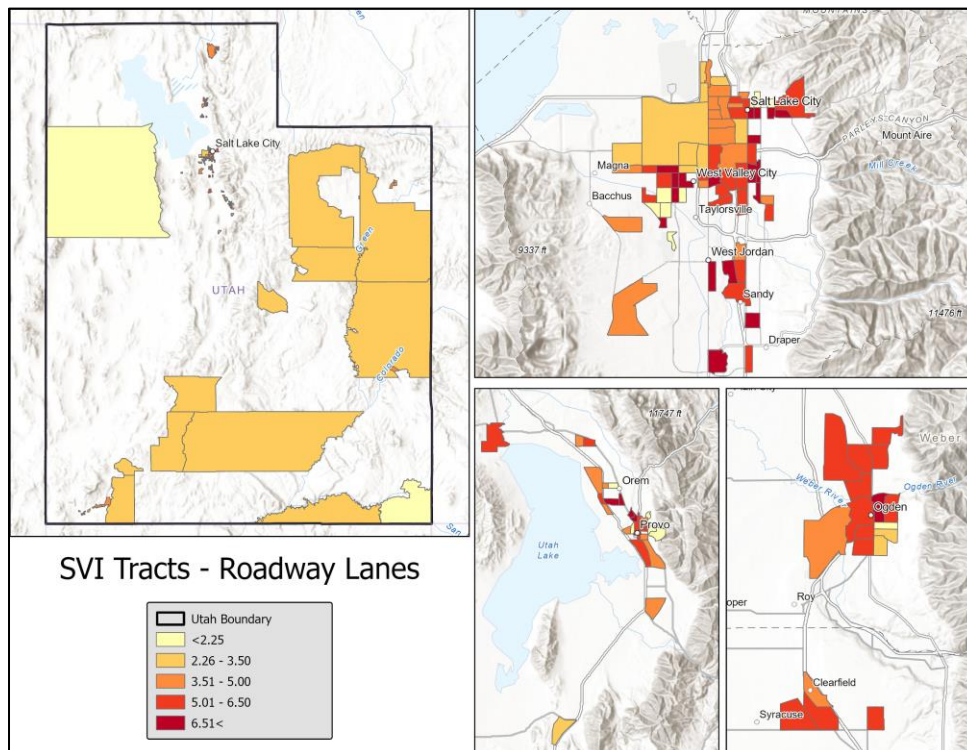 Salt Lake City
Green
UTAH
Colorado
San
SVI Tracts - Roadway Lanes
Utah Boundary
<2.25
2.26 - 3.50
3.51 - 5.00
5.01 - 6.50
6.51<
MOUNTAINS
Salt Lake City
PARLEYS CANYON
Mount Aire
Magna
West Valley City
Mill Creek
Bacchus
Taylorsville
9337 ft
West Jordan
Sandy
11476 ft
Draper
11747 ft
Orem
Provo
Utah
Lake
Weber
Weber River
Ogden River
Ogden
Roy
ooper
Clearfield
Syracuse